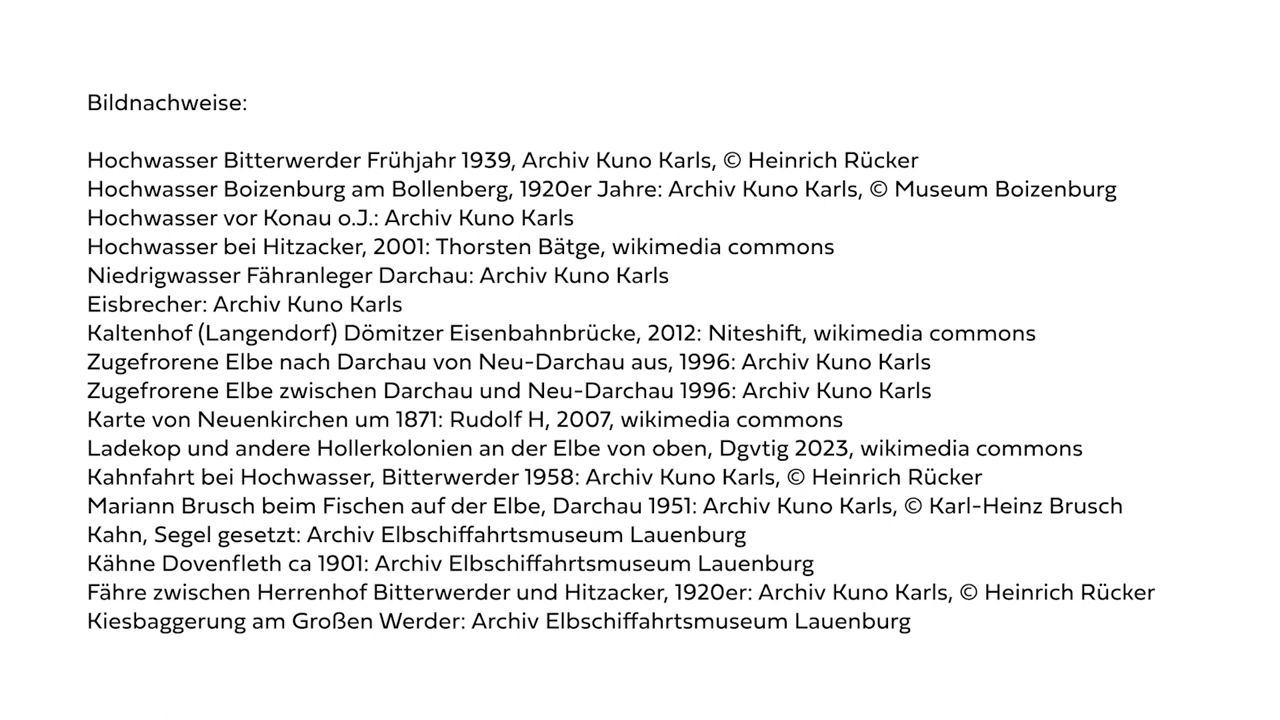 Bildnachweise:
Hochwasser Bitterwerder Frühjahr 1939, Archiv Kuno Karls, © Heinrich Rücker
Hochwasser Boizenburg am Bollenberg, 1920er Jahre: Archiv Kuno Karls, © Museum Boizenburg
Hochwasser vor Konau o.J.: Archiv Kuno Karls
Hochwasser bei Hitzacker, 2001: Thorsten Bätge, wikimedia commons
Niedrigwasser Fähranleger Darchau: Archiv Kuno Karls
Eisbrecher: Archiv Kuno Karls
Kaltenhof (Langendorf) Dömitzer Eisenbahnbrücke, 2012: Niteshift, wikimedia commons
Zugefrorene Elbe nach Darchau von Neu-Darchau aus, 1996: Archiv Kuno Karls
Zugefrorene Elbe zwischen Darchau und Neu-Darchau 1996: Archiv Kuno Karls
Karte von Neuenkirchen um 1871: Rudolf H, 2007, wikimedia commons
Ladekop und andere Hollerkolonien an der Elbe von oben, Dgvtig 2023, wikimedia commons
Kahnfahrt bei Hochwasser, Bitterwerder 1958: Archiv Kuno Karls, © Heinrich Rücker
Mariann Brusch beim Fischen auf der Elbe, Darchau 1951: Archiv Kuno Karls, © Karl-Heinz Brusch
Kahn, Segel gesetzt: Archiv Elbschiffahrtsmuseum Lauenburg
Kähne Dovenfleth ca 1901: Archiv Elbschiffahrtsmuseum Lauenburg
Fähre zwischen Herrenhof Bitterwerder und Hitzacker, 1920er: Archiv Kuno Karls, © Heinrich Rücker
Kiesbaggerung am Großen Werder: Archiv Elbschiffahrtsmuseum Lauenburg